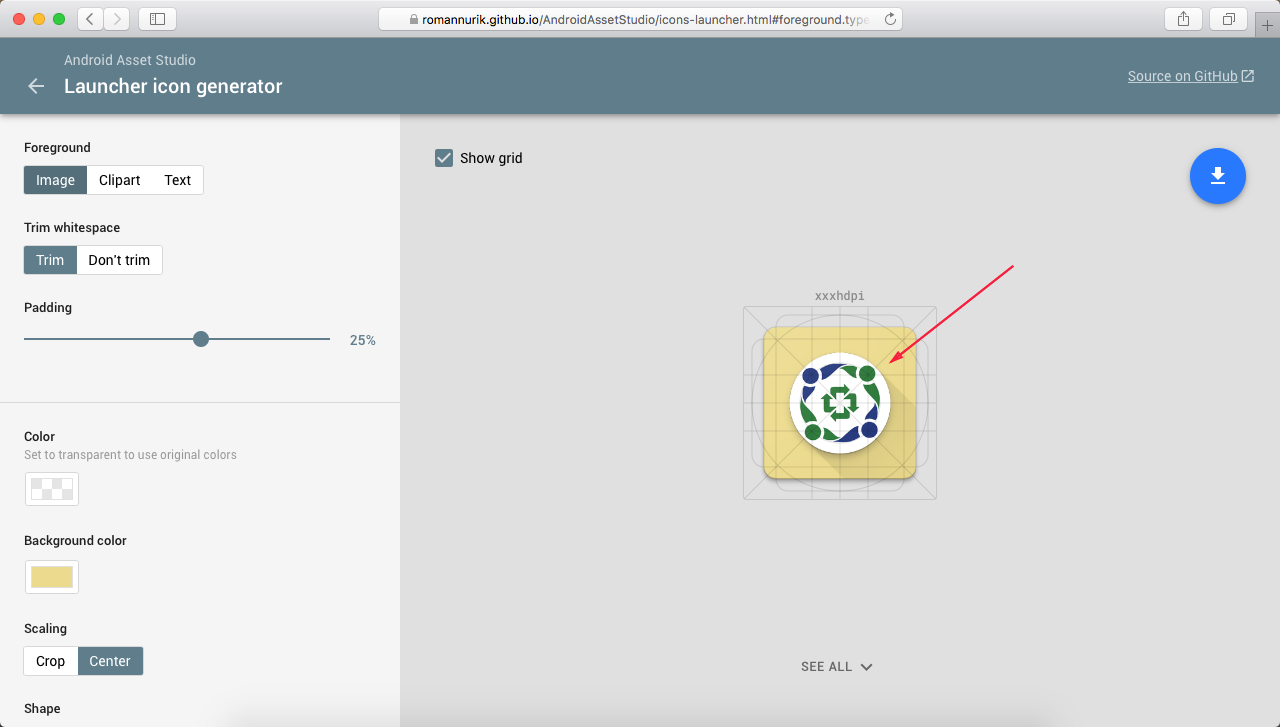 romannurik.github.io/AndroidAssetStudio/icons-launcher.html#foreground.type
Android Asset Studio
Launcher icon generator
Source on GitHub
Foreground
Image Clipart Text
Trim whitespace
Trim Don't trim
Padding
25%
Color
Set to transparent to use original colors
Background color
Scaling
Crop Center
Shape
Show grid
xxxhdpi
SEE ALL